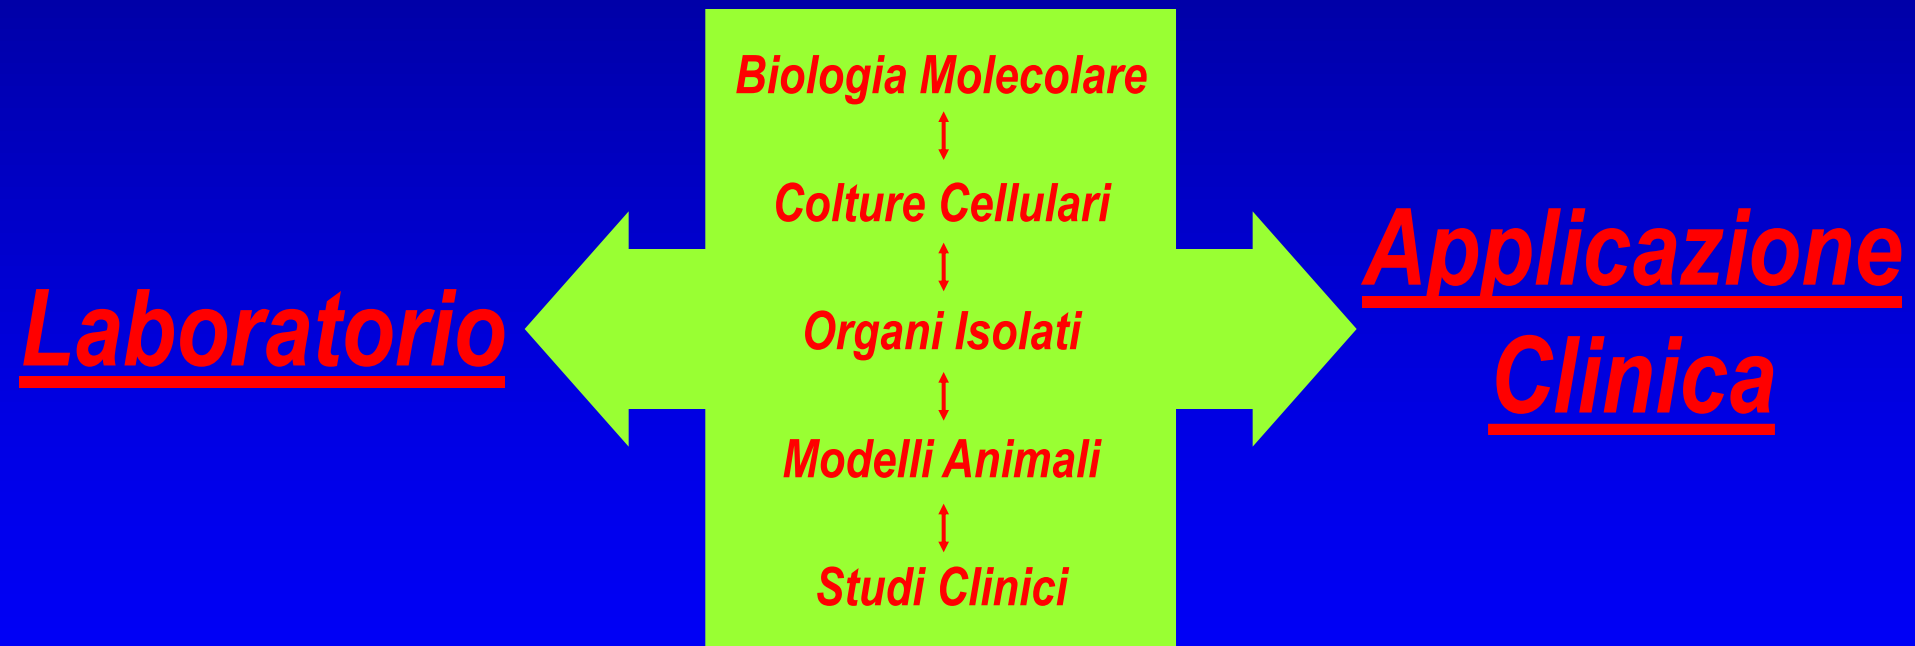 Laboratorio
Biologia Molecolare
Colture Cellulari
Organi Isolati
Modelli Animali
Studi Clinici
Applicazione
Clinica